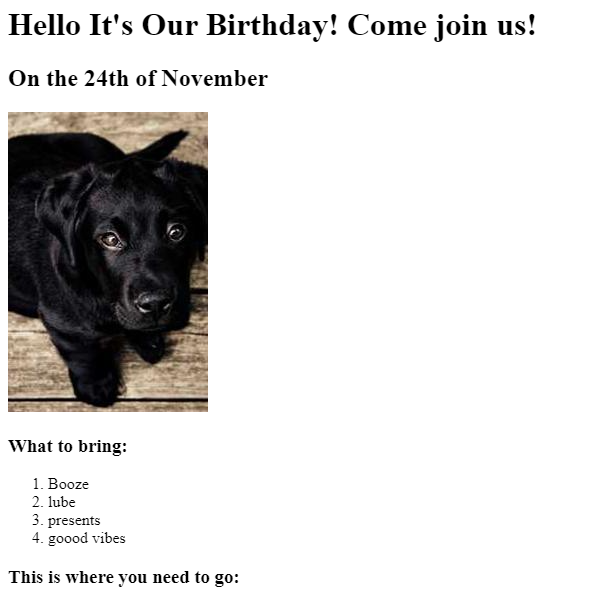 Hello It's Our Birthday! Come join us!
On the 24th of November
What to bring:
1. Booze
2. lube
3. presents
4. goood vibes
This is where you need to go: